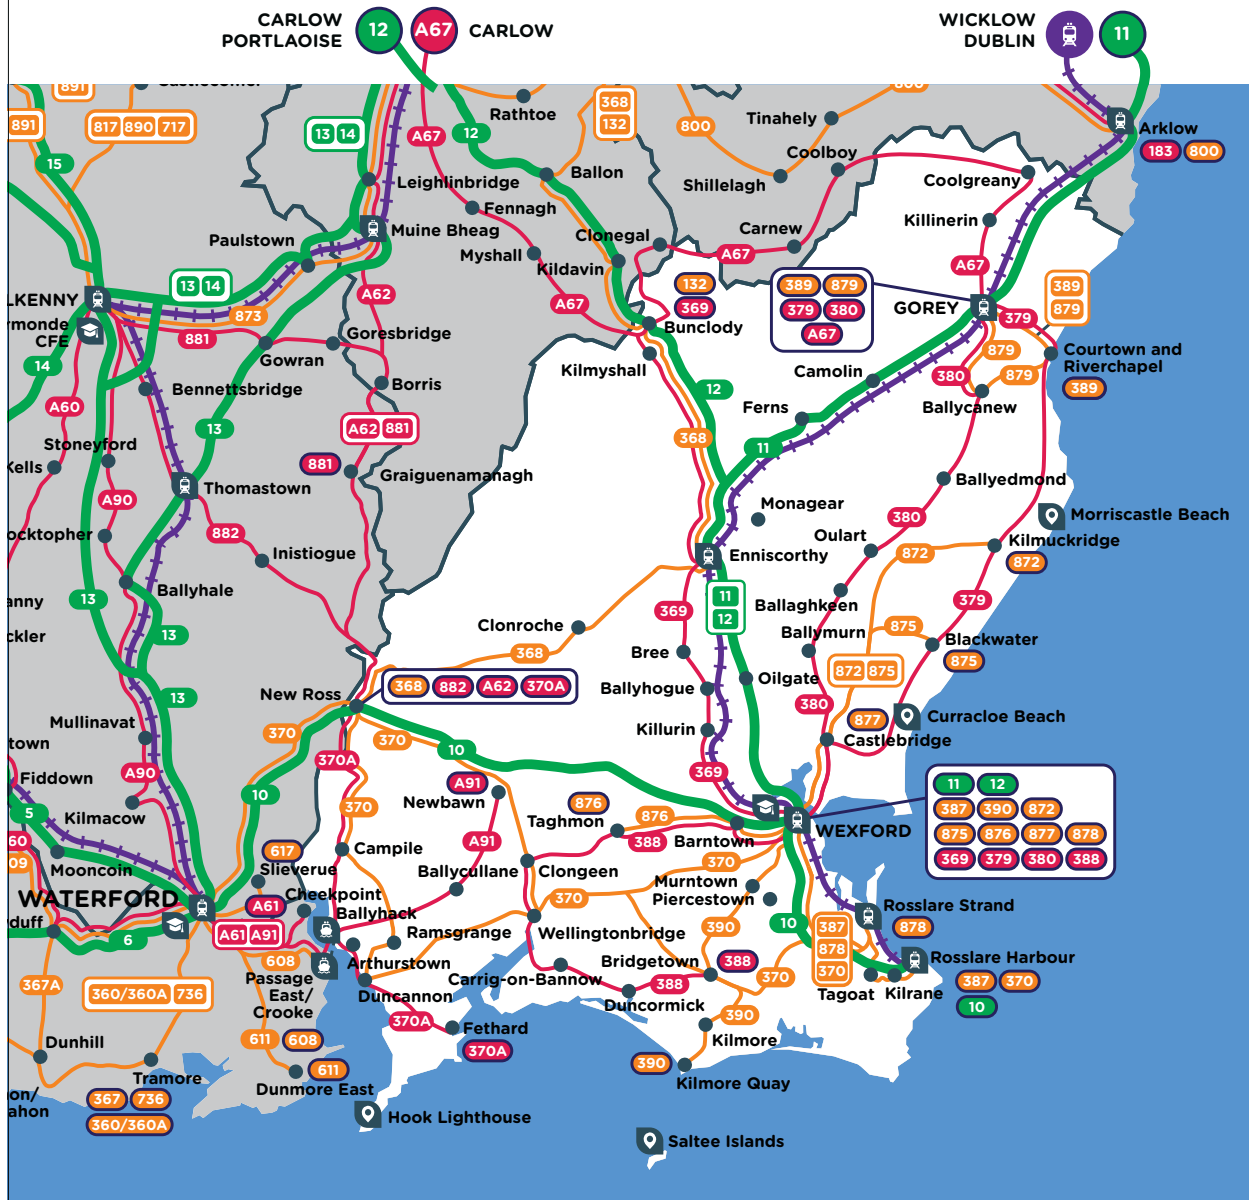 CARLOW
PORTLAOISE
12
A67
CARLOW
WICKLOW
DUBLIN
11
891
891
817 890 717
13 14
A67
12
Rathtoe
368
132
800
Tinahely
800
Arklow
183 800
15
Leighlinbridge
Ballon
Shillelagh
Coolboy
Coolgreany
Fennagh
Killinerin
Paulstown
Muine Bheag
Myshall
Clonegal
Carnew
A67
Kildavin
A67
LKENNY
13 14
873
A62
A67
132
369
Bunclody
389 879
379 380
A67
GOREY
379
389
879
rmonde
CFE
881
Goresbridge
Gowran
Kilmyshall
879
Courtown and
Riverchapel
389
14
Bennettsbridge
Borris
12
Camolin
380
879
Ballycanew
A60
13
A62 881
Ferns
368
11
Stoneyford
Kells
881
Graiguenamanagh
Ballyedmond
Thomastown
A90
Monagear
380
Morriscastle Beach
ocktopher
882
Inistiogue
Oulart
872
Kilmuckridge
872
Enniscorthy
Ballyhale
11
12
Ballaghkeen
379
anny
13
369
ckler
13
Clonroche
368
Bree
Ballymurn
875
Blackwater
875
872 875
13
New Ross
368 882 A62 370A
Ballyhogue
Oilgate
380
877
Curracloe Beach
Mullinavat
370
370
10
Killurin
Castlebridge
town
A90
370A
369
Fiddown
10
A91
Newbawn
876
11 12
387 390 872
875 876 877 878
369 379 380 388
5
Kilmacow
370
Taghmon
876
WEXFORD
60
09
A91
388
Barntown
617
Campile
370
Mooncoin
Slieverue
Ballycullane
Clongeen
Murntown
Piercestown
WATERFORD
Cheekpoint
A61
Ballyhack
370
Rosslare Strand
878
duff
6
A61 A91
Ramsgrange
Wellingtonbridge
390
10
387
878
370
608
Arthurstown
Bridgetown
388
Rosslare Harbour
387 370
10
367A
360/360A 736
Passage
East/
Crooke
Duncannon
Carrig-on-Bannow
388
370
Tagoat
Kilrane
Duncormick
370A
Fethard
370A
390
Dunhill
611
608
Kilmore
Tramore
611
Dunmore East
390
Kilmore Quay
367 736
360/360A
non/
ahon
Hook Lighthouse
Saltee Islands